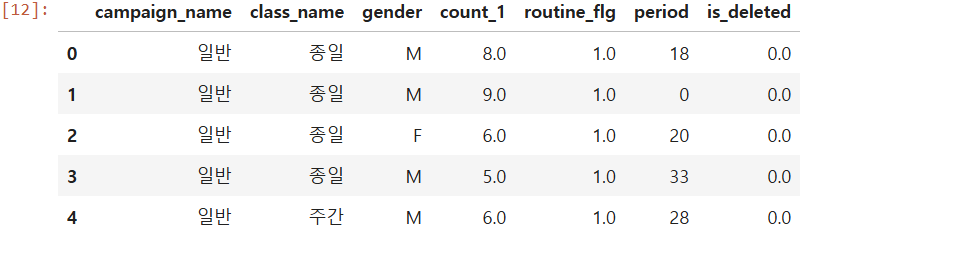 [12]: campaign_name class_name gender count_1 routine_flg period is_deleted
0 일반 종일 M 8.0 1.0 18 0.0
1 일반 종일 M 9.0 1.0 0 0.0
2 일반 종일 F 6.0 1.0 20 0.0
3 일반 종일 M 5.0 1.0 33 0.0
4 일반 주간 M 6.0 1.0 28 0.0